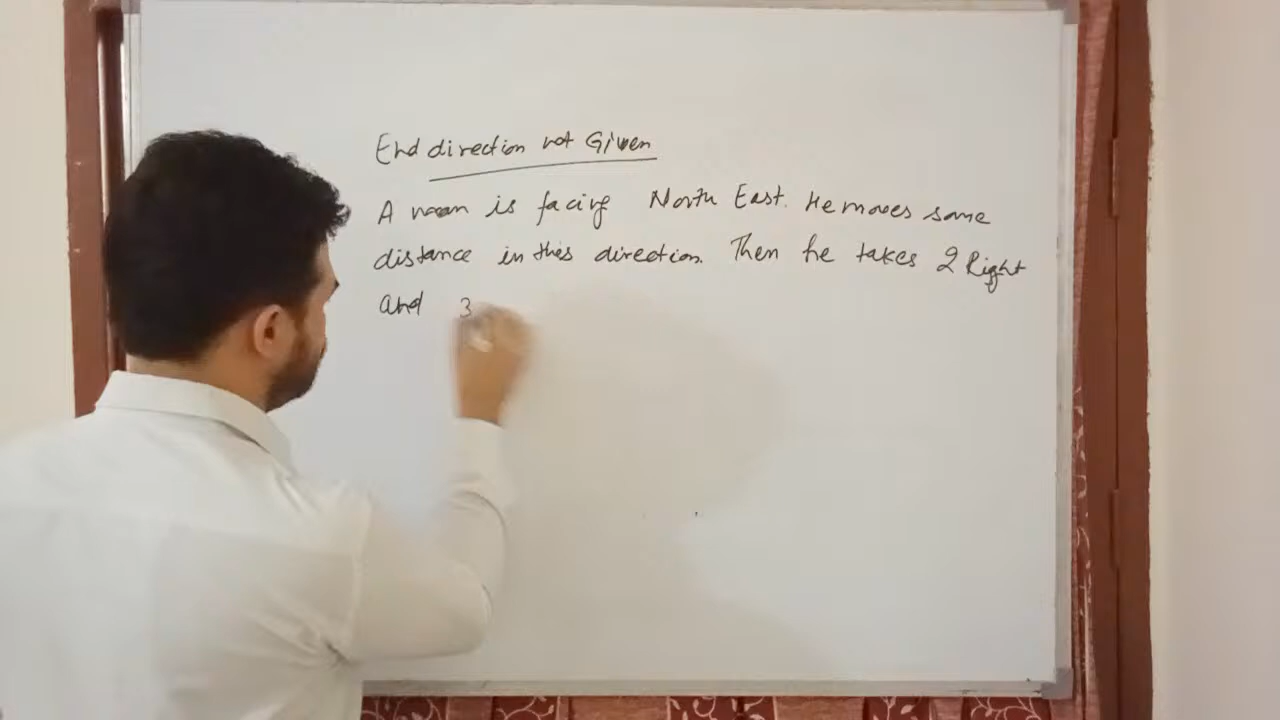 End direction not Given
A man is facing North East. He moves some
distance in this direction. Then he takes 2 Right
and 3